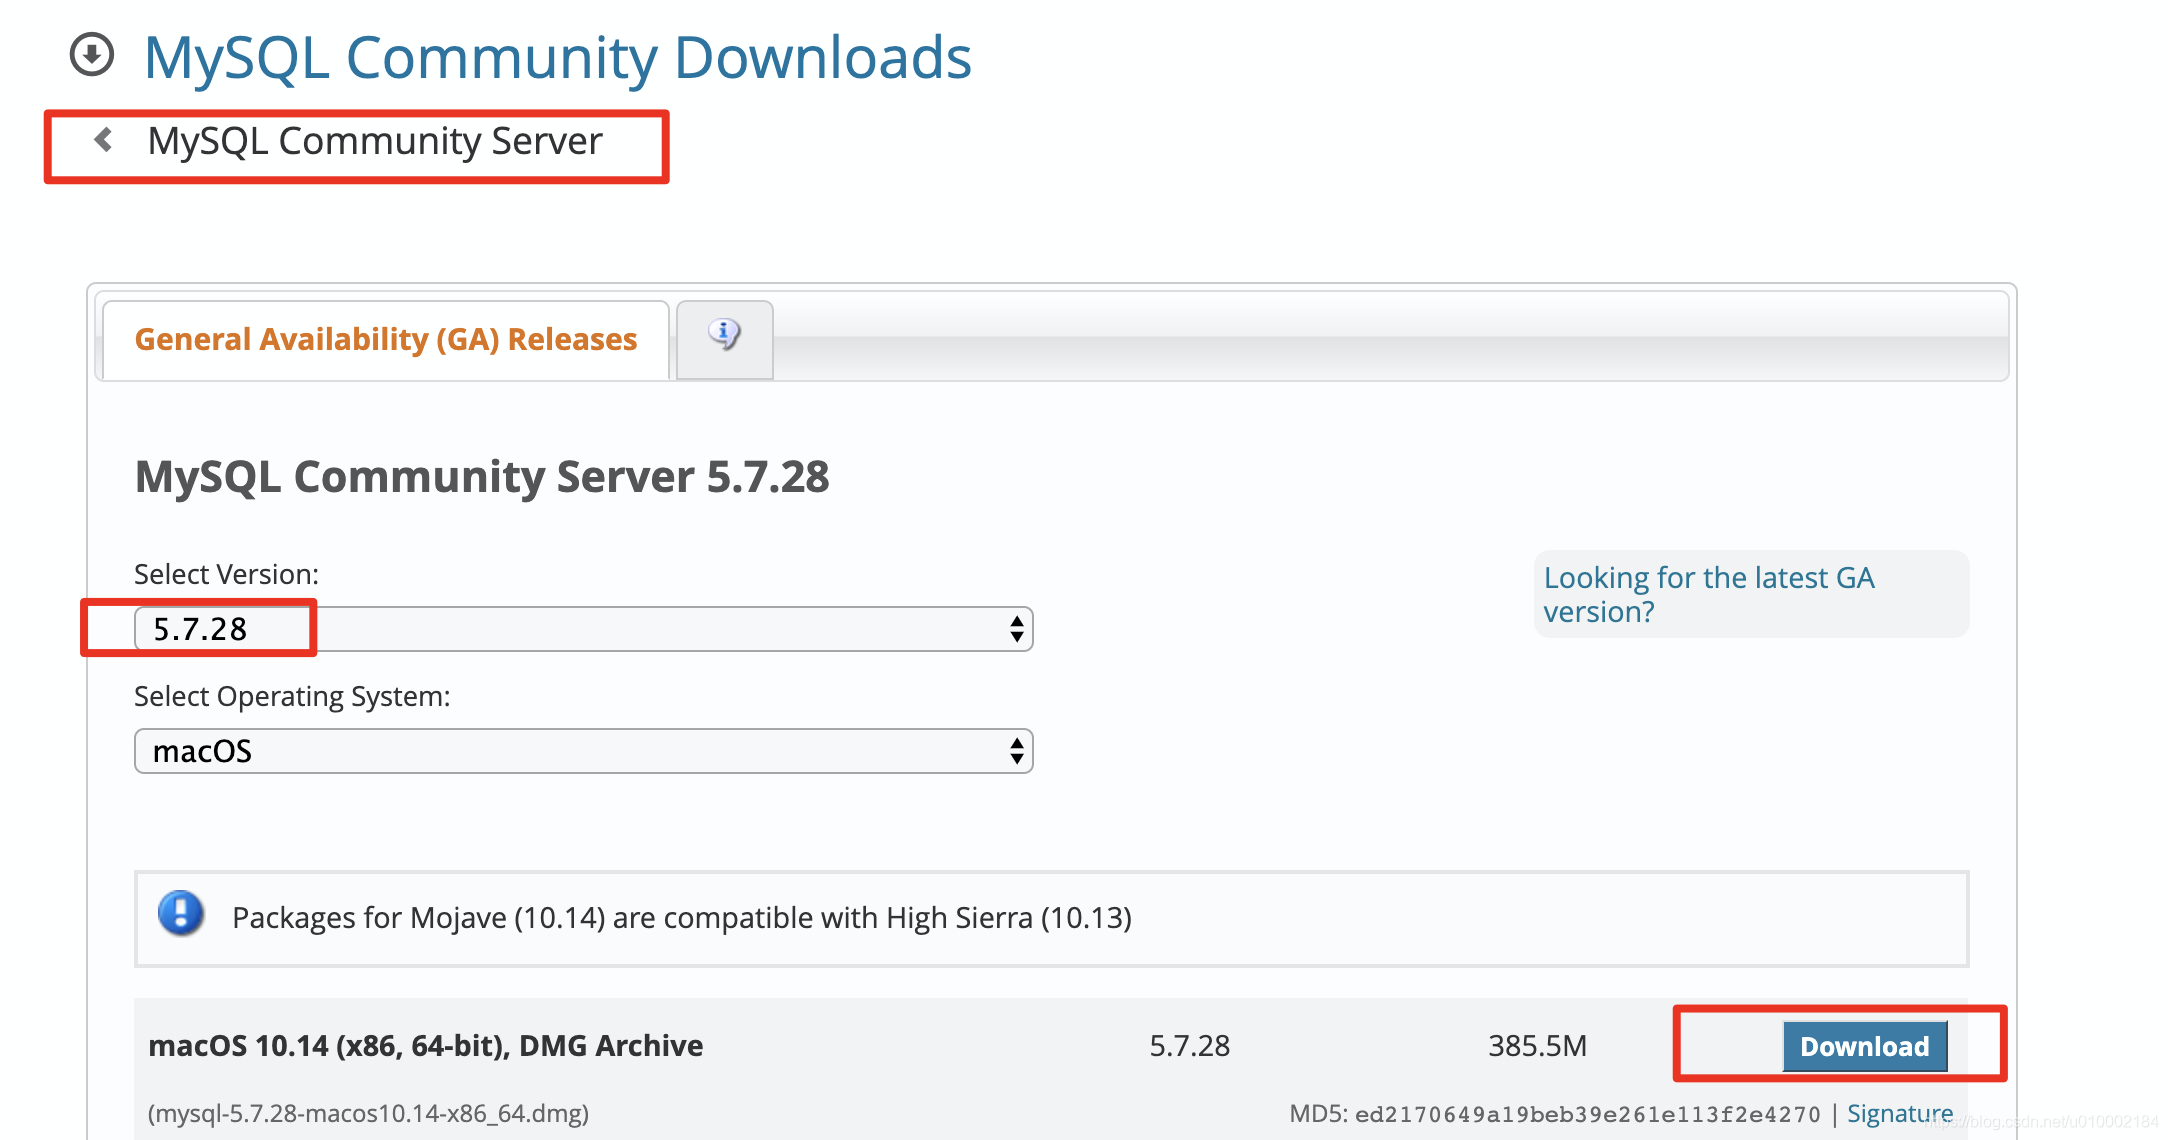 MySQL Community Downloads
MySQL Community Server
General Availability (GA) Releases
MySQL Community Server 5.7.28
Select Version:
5.7.28
Looking for the latest GA
version?
Select Operating System:
macOS
Packages for Mojave (10.14) are compatible with High Sierra (10.13)
macOS 10.14 (x86, 64-bit), DMG Archive 5.7.28 385.5M Download
(mysql-5.7.28-macos10.14-x86_64.dmg) MD5: ed2170649a19beb39e261e113f2e4270 | Signature
https://blog.csdn.net/u010002184